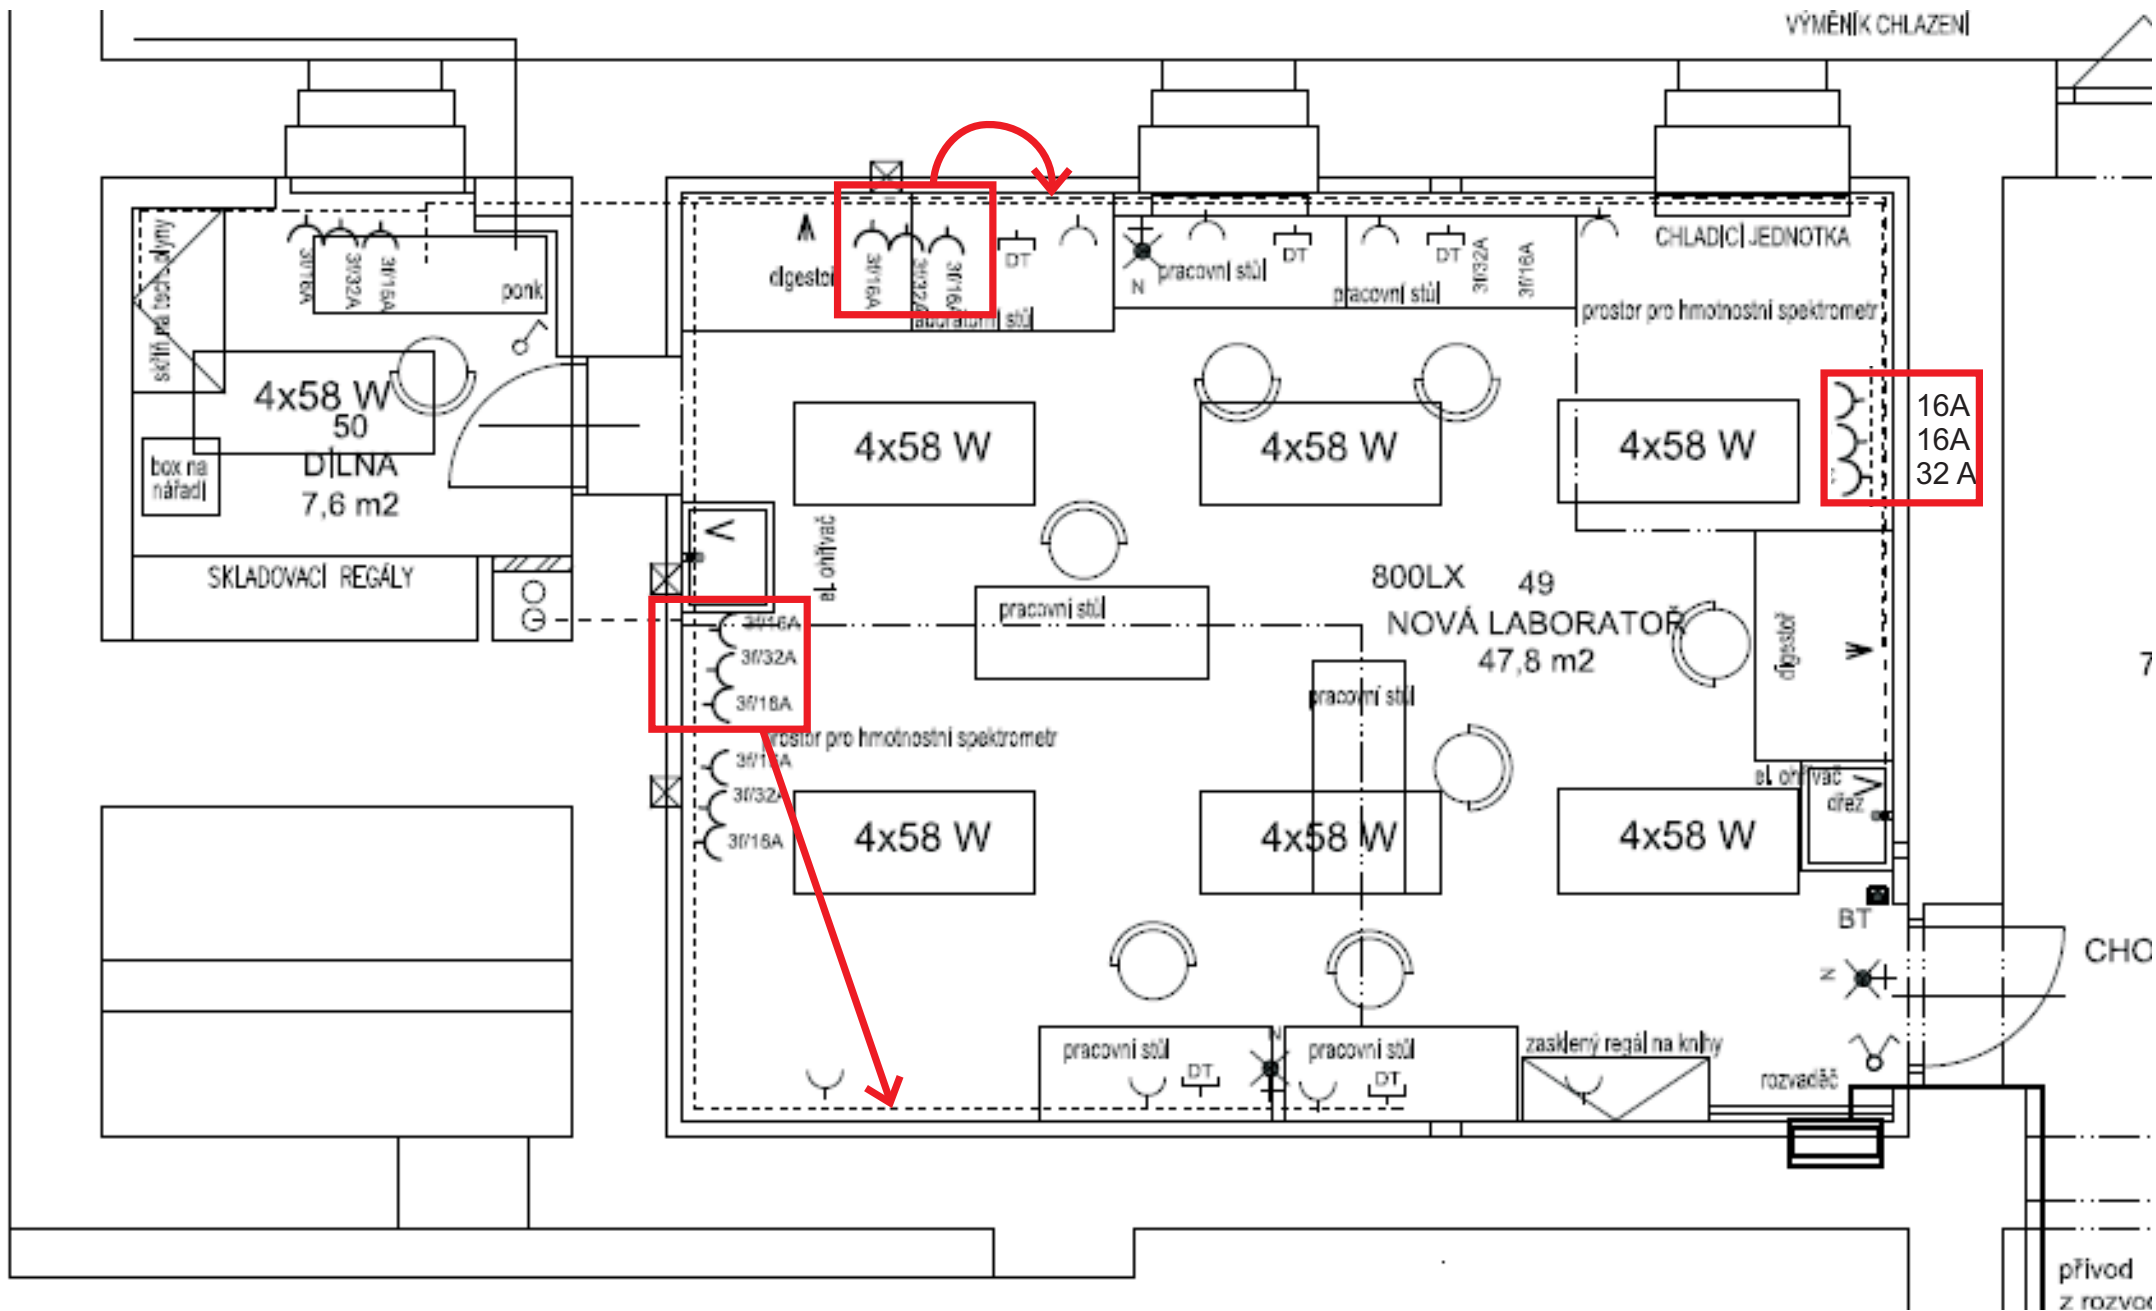 VÝMĚNÍK CHLAZENÍ
3f/16A
3f/32A
3f/16A
ponk
skříň na tech. plyny
4x58 W
50
DÍLNA
7,6 m2
box na
nářadí
SKLADOVACÍ REGÁLY
digestoř
3f/16A
3f/32A
3f/16A
laboratorní stůl
DT
N
pracovní stůl
DT
pracovní stůl
DT
3f/32A
3f/16A
CHLADÍCÍ JEDNOTKA
prostor pro hmotnostní spektrometr
16A
16A
32 A
4x58 W
4x58 W
4x58 W
el. ohřívač
800LX
49
NOVÁ LABORATOŘ
47,8 m2
pracovní stůl
pracovní stůl
digestoř
3f/16A
3f/32A
3f/16A
prostor pro hmotnostní spektrometr
3f/16A
3f/32A
3f/16A
4x58 W
4x58 W
4x58 W
el. ohřívač
dřez
BT
N
CHO
7
pracovní stůl
DT
N
pracovní stůl
DT
zasklený regál na knihy
rozvaděč
přívod
z rozvo